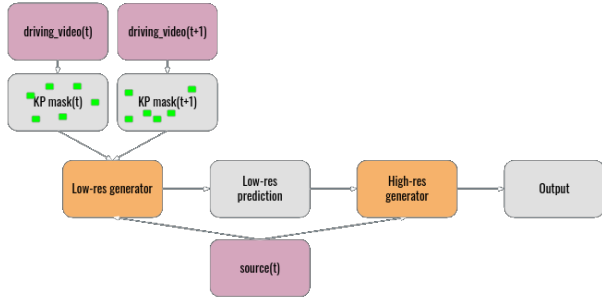 driving_video(t)
driving_video(t+1)
KP mask(t)
KP mask(t+1)
Low-res generator
Low-res
prediction
High-res
generator
Output
source(t)